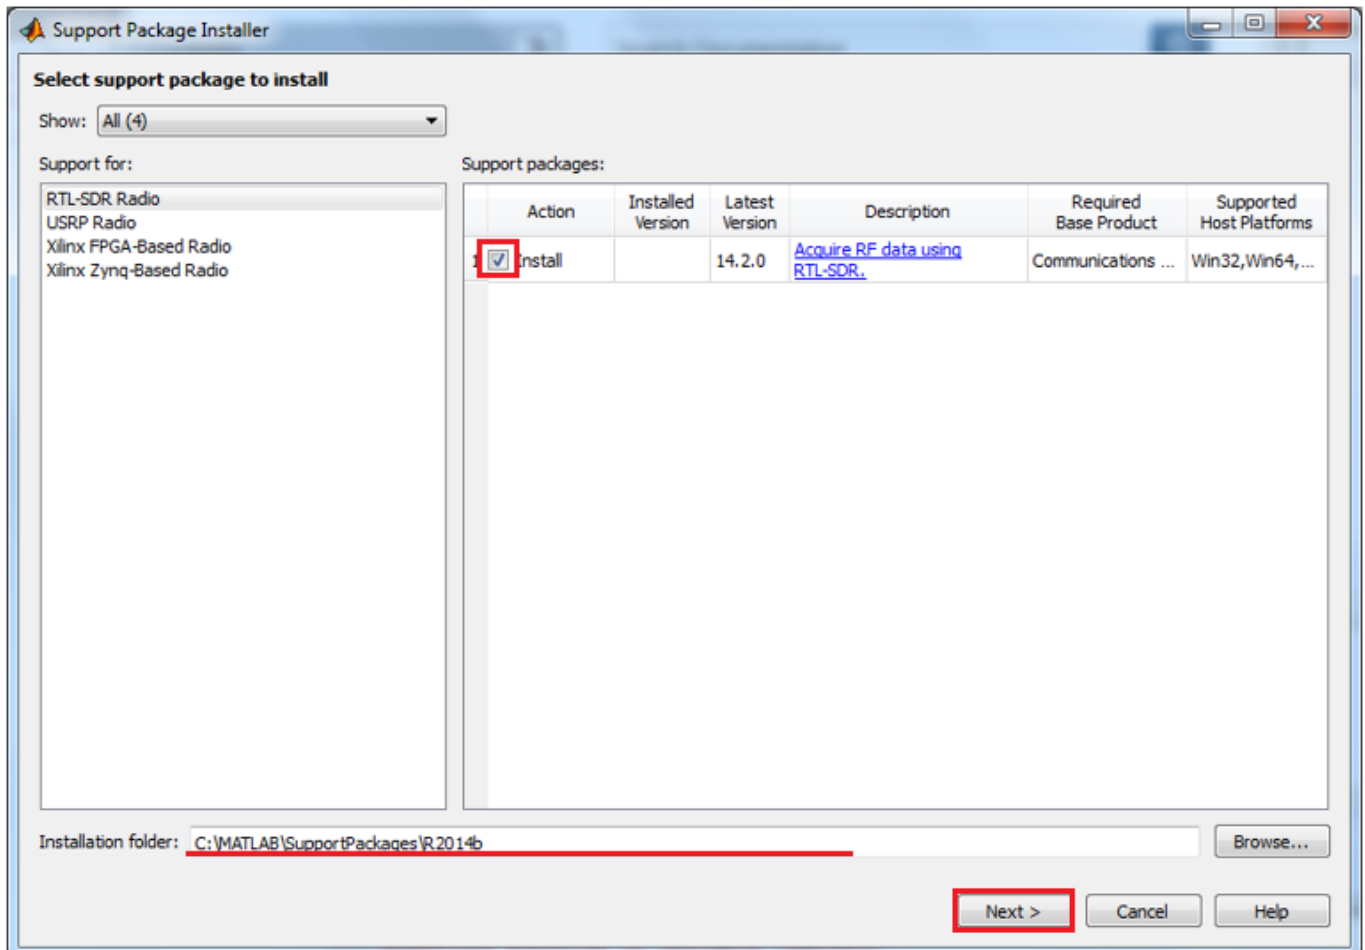 Support Package Installer
Select support package to install
Show: All (4)
Support for:
RTL-SDR Radio
USRP Radio
Xilinx FPGA-Based Radio
Xilinx Zynq-Based Radio
Support packages:
Action
Installed
Version
Latest
Version
Description
Required
Base Product
Supported
Host Platforms
1 Install
14.2.0
Acquire RF data using
RTL-SDR.
Communications ...
Win32,Win64,...
Installation folder: C:\MATLAB\SupportPackages\R2014b
Browse...
Next > Cancel Help